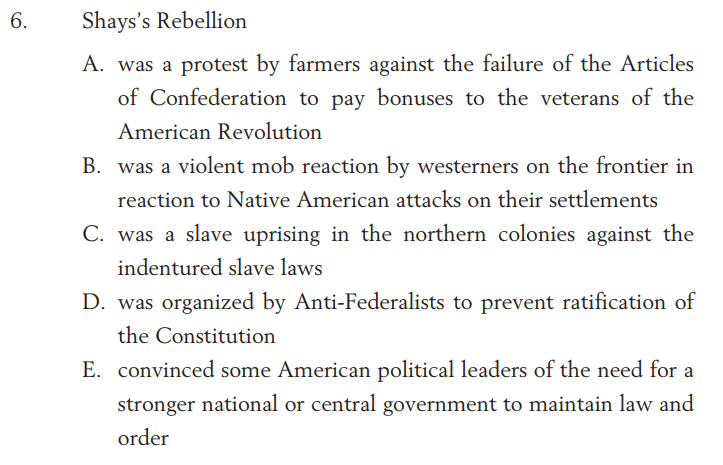 6. Shays’s Rebellion
A. was a protest by farmers against the failure of the Articles
of Confederation to pay bonuses to the veterans of the
American Revolution
B. was a violent mob reaction by westerners on the frontier in
reaction to Native American attacks on their settlements
C. was a slave uprising in the northern colonies against the
indentured slave laws
D. was organized by Anti-Federalists to prevent ratification of
the Constitution
E. convinced some American political leaders of the need for a
stronger national or central government to maintain law and
order